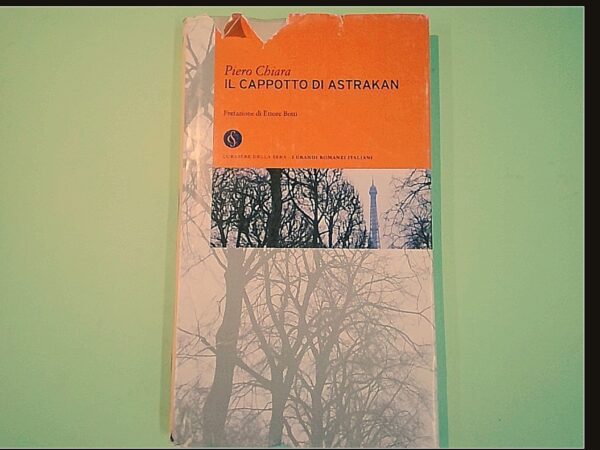 Piero Chiara
IL CAPPOTTO DI ASTRAKAN
Prefazione di Ettore Botti
CORRIERE DELLA SERA - I GRANDI ROMANZI ITALIANI